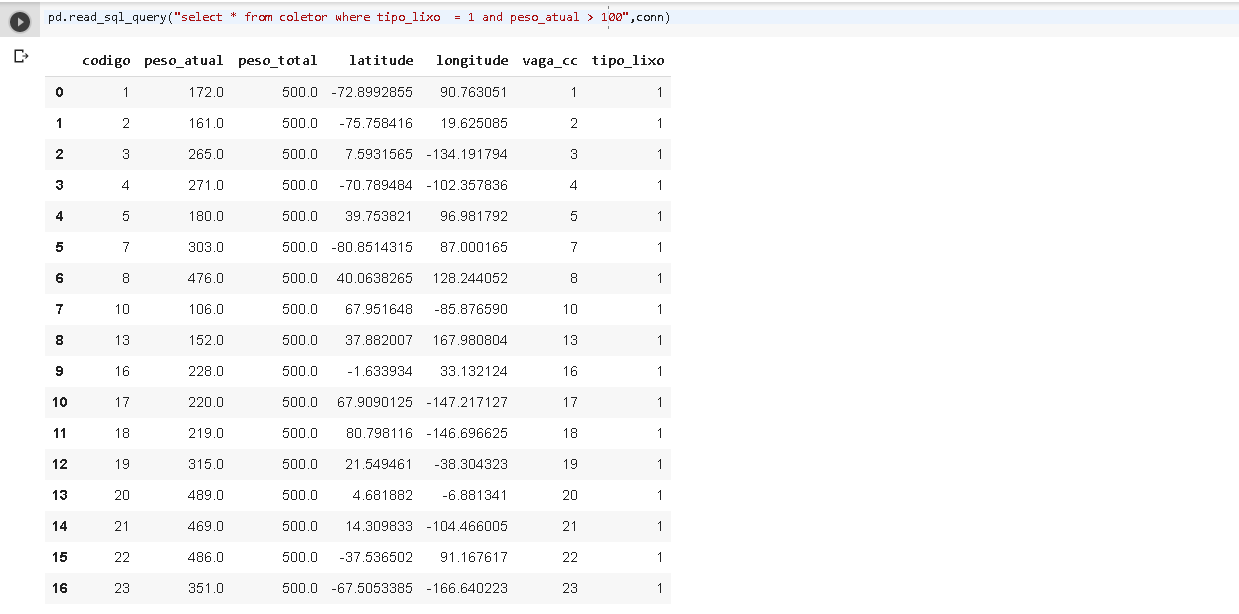 pd.read_sql_query("select * from coletor where tipo_lixo  = 1 and peso_atual > 100",conn)
codigo peso_atual peso_total latitude longitude vaga_cc tipo_lixo
0 1 172.0 500.0 -72.8992855 90.763051 1 1
1 2 161.0 500.0 -75.758416 19.625085 2 1
2 3 265.0 500.0 7.5931565 -134.191794 3 1
3 4 271.0 500.0 -70.789484 -102.357836 4 1
4 5 180.0 500.0 39.753821 96.981792 5 1
5 7 303.0 500.0 -80.8514315 87.000165 7 1
6 8 476.0 500.0 40.0638265 128.244052 8 1
7 10 106.0 500.0 67.951648 -85.876590 10 1
8 13 152.0 500.0 37.882007 167.980804 13 1
9 16 228.0 500.0 -1.633934 33.132124 16 1
10 17 220.0 500.0 67.9090125 -147.217127 17 1
11 18 219.0 500.0 80.798116 -146.696625 18 1
12 19 315.0 500.0 21.549461 -38.304323 19 1
13 20 489.0 500.0 4.681882 -6.881341 20 1
14 21 469.0 500.0 14.309833 -104.466005 21 1
15 22 486.0 500.0 -37.536502 91.167617 22 1
16 23 351.0 500.0 -67.5053385 -166.640223 23 1